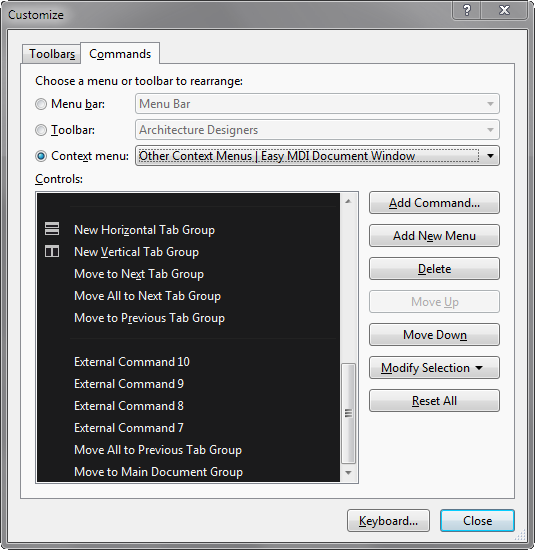 Customize
Toolbars Commands
Choose a menu or toolbar to rearrange:
Menu bar: Menu Bar
Toolbar: Architecture Designers
Context menu: Other Context Menus | Easy MDI Document Window
Controls:
Add Command...
New Horizontal Tab Group
Add New Menu
New Vertical Tab Group
Move to Next Tab Group
Delete
Move All to Next Tab Group
Move Up
Move to Previous Tab Group
Move Down
External Command 10
Modify Selection
External Command 9
External Command 8
Reset All
External Command 7
Move All to Previous Tab Group
Move to Main Document Group
Keyboard... Close